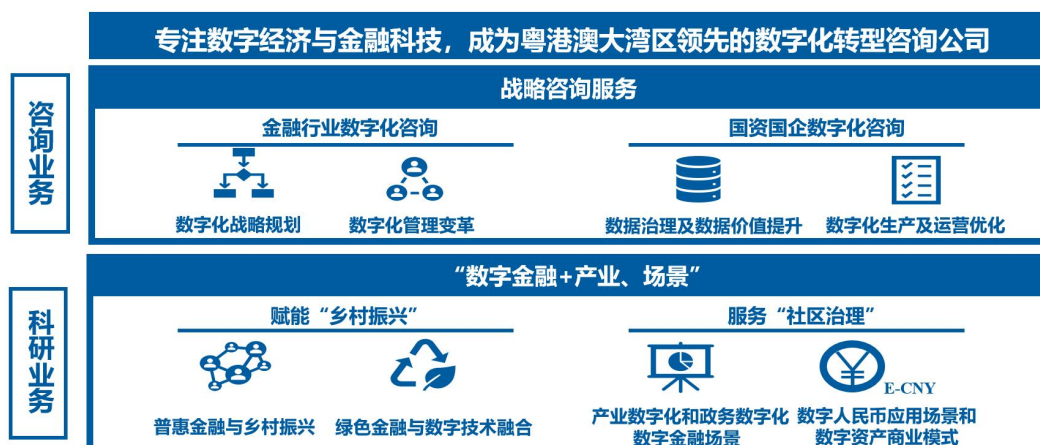 专注数字经济与金融科技，成为粤港澳大湾区领先的数字化转型咨询公司
咨询业务
战略咨询服务
金融行业数字化咨询
国资国企数字化咨询
数字化战略规划
数字化管理变革
数据治理及数据价值提升
数字化生产及运营优化
科研业务
“数字金融+产业、场景”
赋能“乡村振兴”
服务“社区治理”
E-CNY
普惠金融与乡村振兴
绿色金融与数字技术融合
产业数字化和政务数字化
数字金融场景
数字人民币应用场景和
数字资产商业模式